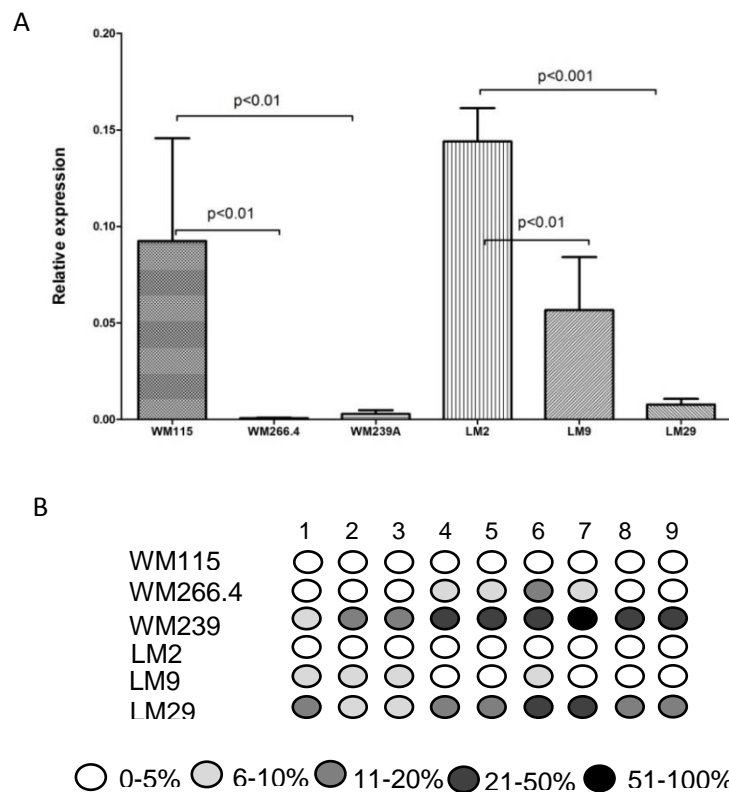 A
0.20
p<0.001
p<0.01
0.15
p<0.01
p<0.01
0.10
0.05
0.00
Relative expression
WM115 WM266.4 WM239A LM2 LM9 LM29
B
1 2 3 4 5 6 7 8 9
WM115
WM266.4
WM239
LM2
LM9
LM29
0-5% 6-10% 11-20% 21-50% 51-100%